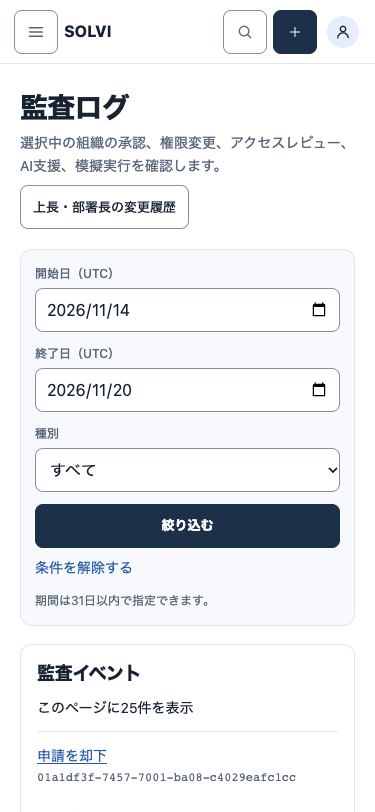 SOLVI
監査ログ
選択中の組織の承認、権限変更、アクセスレビュー、
AI支援、模擬実行を確認します。
上長・部署長の変更履歴
開始日（UTC）
2026/11/14
終了日（UTC）
2026/11/20
種別
すべて
絞り込む
条件を解除する
期間は31日以内で指定できます。
監査イベント
このページに25件を表示
申請を却下
01a1df3f-7457-7001-ba08-c4029eafc1cc